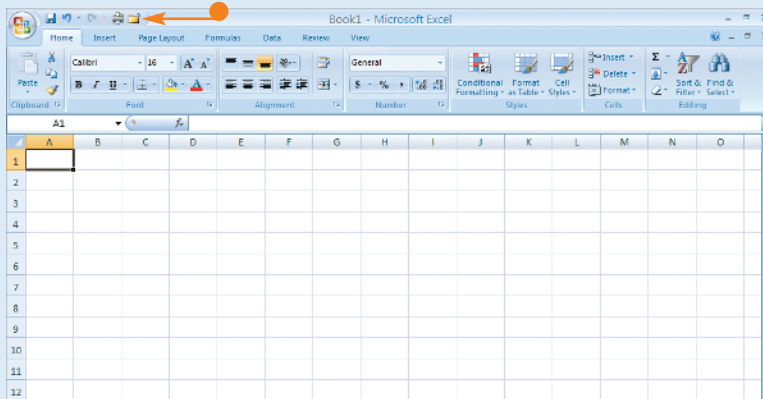 Book1 - Microsoft Excel
Home Insert Page Layout Formulas Data Review View
Calibri 16 A A General Σ Insert
Paste B I U A $ % , .00 .0 Conditional Formatting Format as Table Cell Styles Delete Format Sort & Filter Find & Select
Clipboard Font Alignment Number Styles Cells Editing
A1 fx
A B C D E F G H I J K L M N O
1
2
3
4
5
6
7
8
9
10
11
12